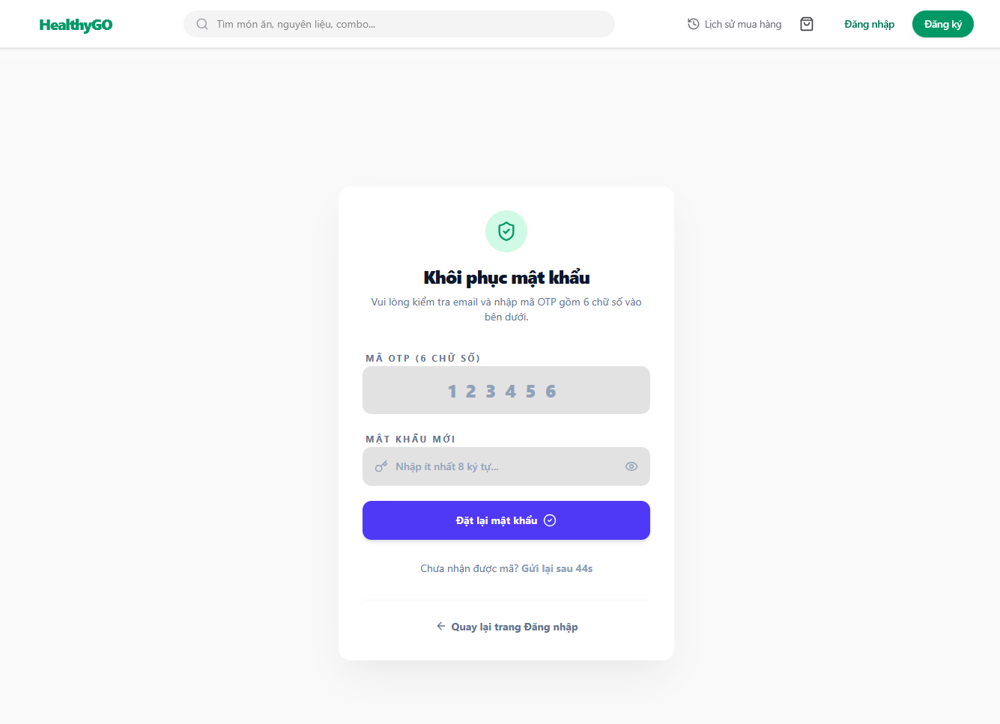 HealthyGO
Tìm món ăn, nguyên liệu, combo...
Lịch sử mua hàng
Đăng nhập
Đăng ký
Khôi phục mật khẩu
Vui lòng kiểm tra email và nhập mã OTP gồm 6 chữ số vào
bên dưới.
MÃ OTP (6 CHỮ SỐ)
1 2 3 4 5 6
MẬT KHẨU MỚI
Nhập ít nhất 8 ký tự...
Đặt lại mật khẩu
Chưa nhận được mã? Gửi lại sau 44s
Quay lại trang Đăng nhập